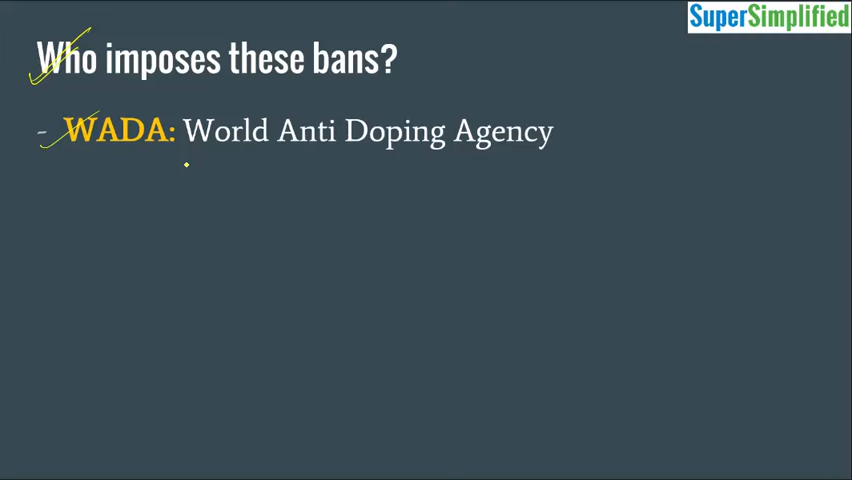 SuperSimplified
Who imposes these bans?
- WADA: World Anti Doping Agency